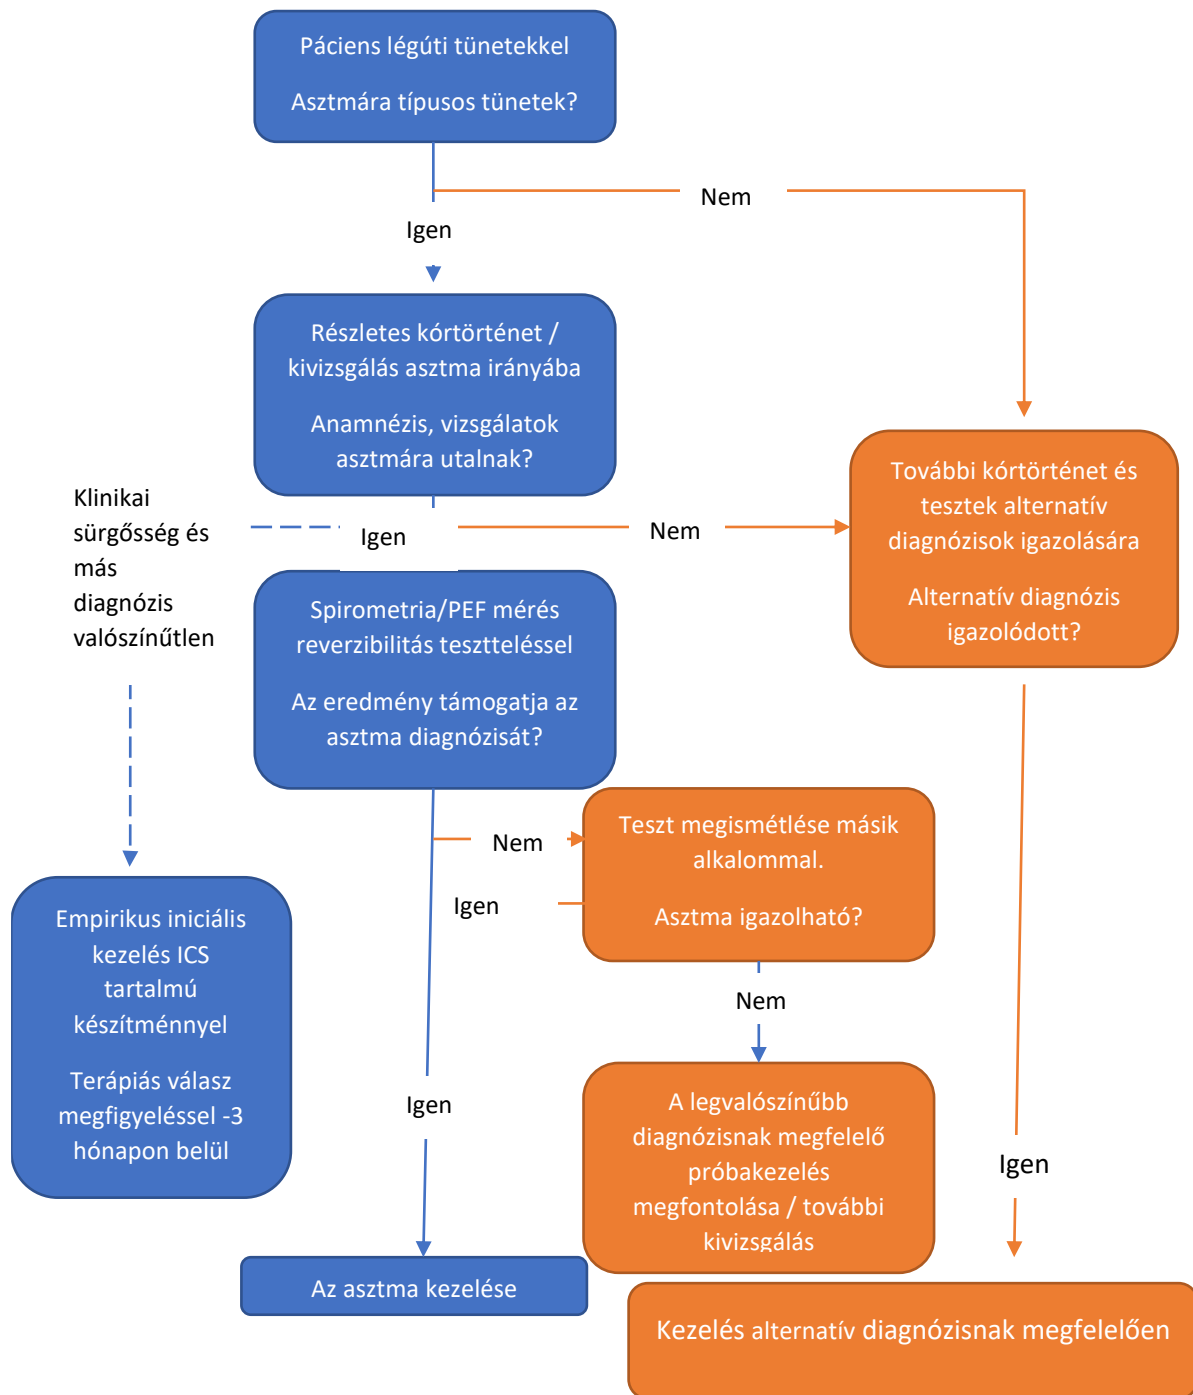 Páciens légúti tünetekkel
Asztmára típusos tünetek?
Nem
Igen
Részletes kórtörténet /
kivizsgálás asztma irányába
Anamnézis, vizsgálatok
asztmára utalnak?
További kórtörténet és
tesztek alternatív
diagnózisok igazolására
Alternatív diagnózis
igazolódott?
Klinikai
sürgősség és
más
diagnózis
valószínűtlen
Igen
Nem
Spirometria/PEF mérés
reverzibilitás teszteléssel
Az eredmény támogatja az
asztma diagnózisát?
Nem
Igen
Teszt megismétlése másik
alkalommal.
Asztma igazolható?
Empirikus iniciális
kezelés ICS
tartalmú
készítménnyel
Terápiás válasz
megfigyeléssel -3
hónapon belül
Nem
Igen
A legvalószínűbb
diagnózisnak megfelelő
próbakezelés
megfontolása / további
kivizsgálás
Igen
Az asztma kezelése
Kezelés alternatív diagnózisnak megfelelően